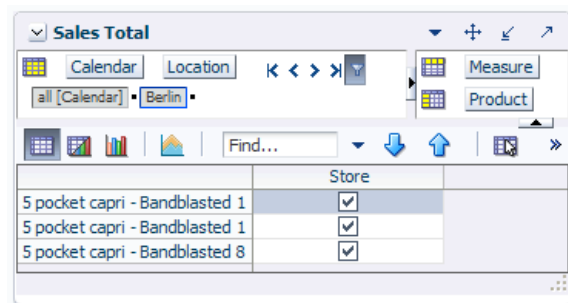 Sales Total
Calendar Location Measure
all [Calendar] Berlin Product
Find...
Store
5 pocket capri - Bandblasted 1
5 pocket capri - Bandblasted 1
5 pocket capri - Bandblasted 8